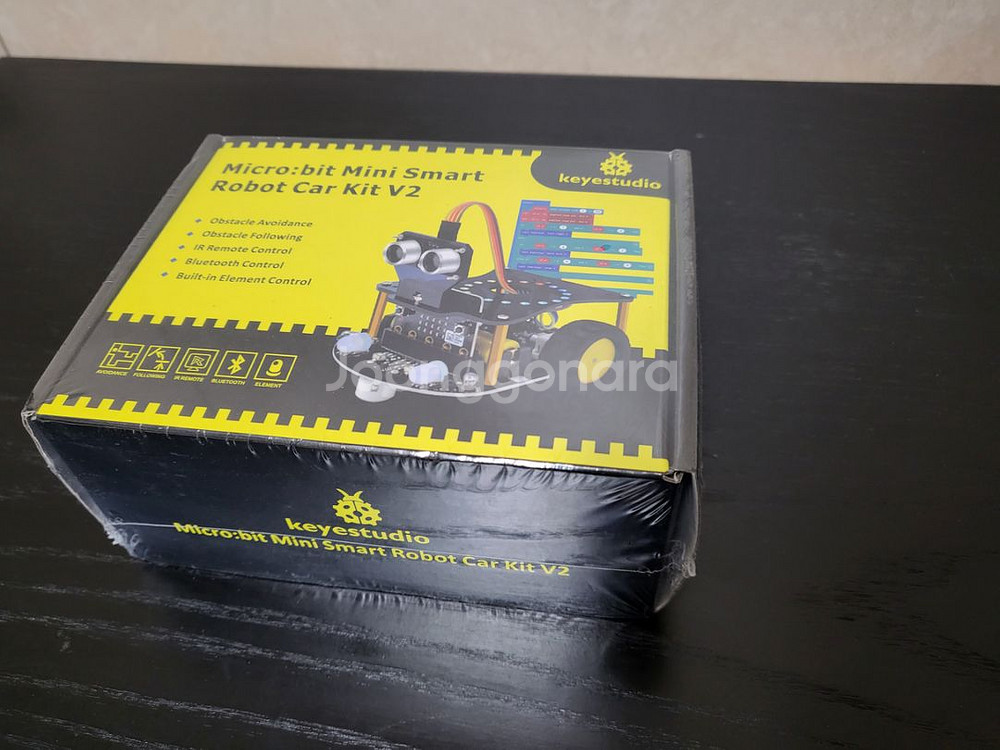 Micro:bit Mini Smart
Robot Car Kit V2
keyestudio
Obstacle Avoidance
Obstacle Following
IR Remote Control
Bluetooth Control
Built-in Element Control
AVOIDANCE FOLLOWING IR REMOTE BLUETOOTH ELEMENT
Joonggonara
keyestudio
Micro:bit Mini Smart Robot Car Kit V2